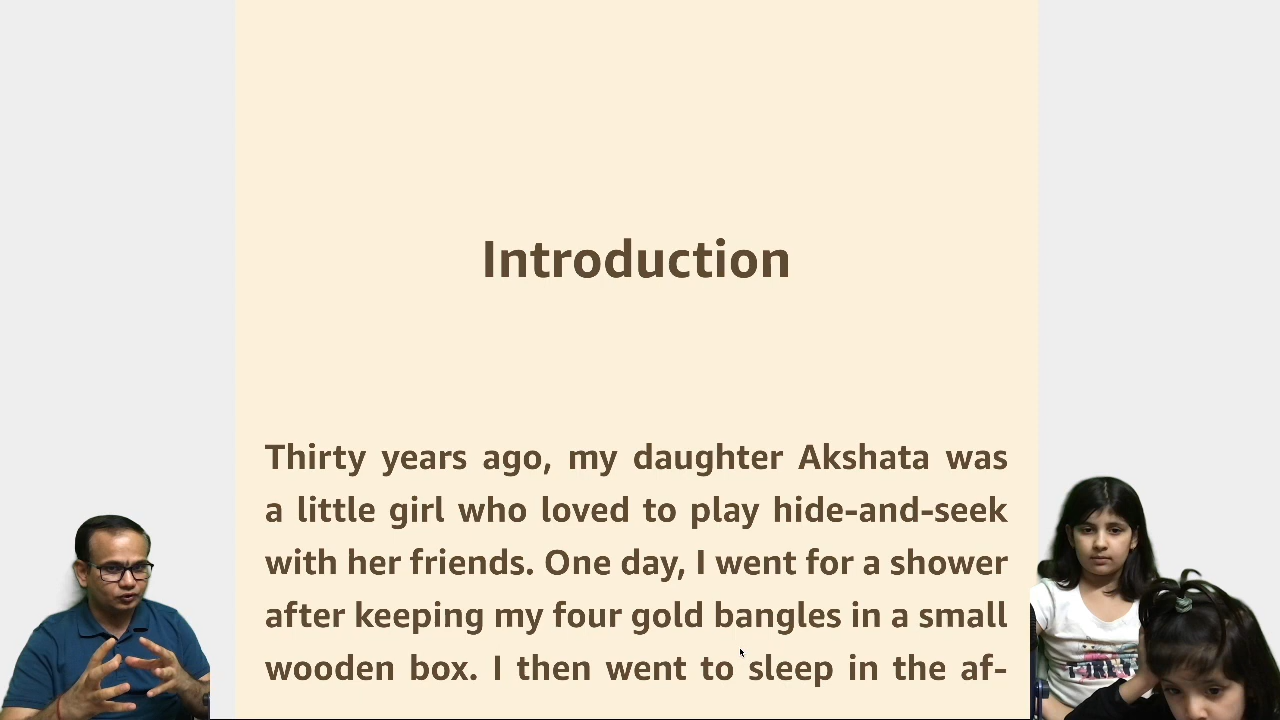 Introduction
Thirty years ago, my daughter Akshata was
a little girl who loved to play hide-and-seek
with her friends. One day, I went for a shower
after keeping my four gold bangles in a small
wooden box. I then went to sleep in the af-